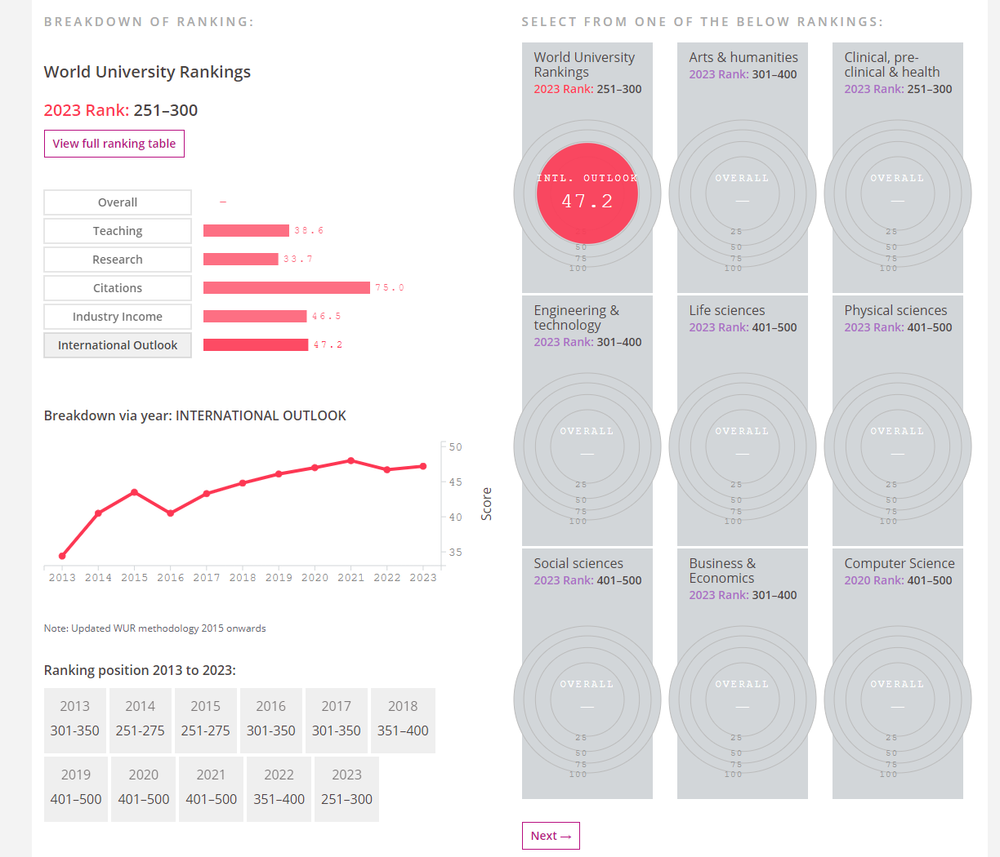 BREAKDOWN OF RANKING:
World University Rankings
2023 Rank: 251–300
View full ranking table
Overall –
Teaching 38.6
Research 33.7
Citations 75.0
Industry Income 46.5
International Outlook 47.2
Breakdown via year: INTERNATIONAL OUTLOOK
50
45
40
35
Score
2013 2014 2015 2016 2017 2018 2019 2020 2021 2022 2023
Note: Updated WUR methodology 2015 onwards
Ranking position 2013 to 2023:
2013 2014 2015 2016 2017 2018
301-350 251-275 251-275 301-350 301-350 351–400
2019 2020 2021 2022 2023
401–500 401–500 401–500 351–400 251–300
SELECT FROM ONE OF THE BELOW RANKINGS:
World University
Rankings
2023 Rank: 251–300
INTL. OUTLOOK
47.2
50
75
100
Arts & humanities
2023 Rank: 301–400
OVERALL
—
25
50
75
100
Clinical, pre-
clinical & health
2023 Rank: 251–300
OVERALL
—
25
50
75
100
Engineering &
technology
2023 Rank: 301–400
OVERALL
—
25
50
75
100
Life sciences
2023 Rank: 401–500
OVERALL
—
25
50
75
100
Physical sciences
2023 Rank: 401–500
OVERALL
—
25
50
75
100
Social sciences
2023 Rank: 401–500
OVERALL
—
25
50
75
100
Business &
Economics
2023 Rank: 301–400
OVERALL
—
25
50
75
100
Computer Science
2020 Rank: 401–500
OVERALL
—
25
50
75
100
Next →